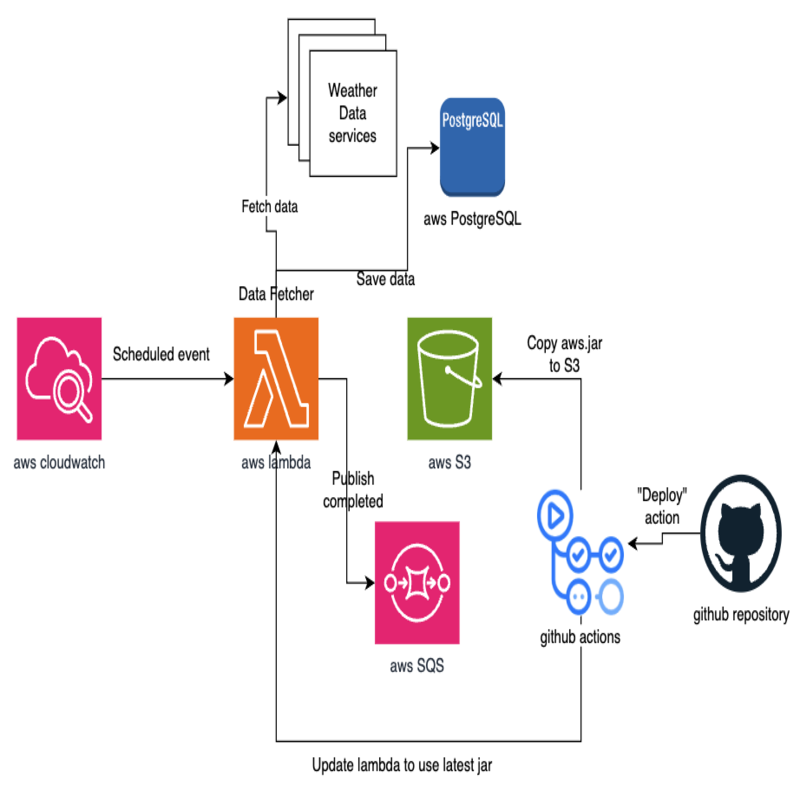 Weather
Data
services
PostgreSQL
aws PostgreSQL
Fetch data
Save data
Data Fetcher
Scheduled event
Copy aws.jar
to S3
aws cloudwatch
aws lambda
aws S3
Publish
completed
"Deploy"
action
github repository
github actions
aws SQS
Update lambda to use latest jar